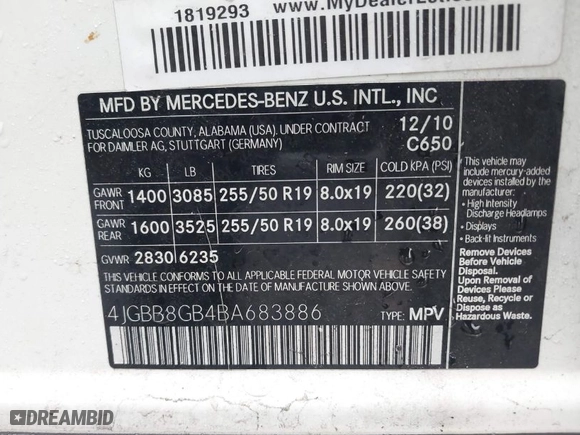 1819293
www.MyDealerLot.
MFD BY MERCEDES-BENZ U.S. INTL., INC
TUSCALOOSA COUNTY, ALABAMA (USA). UNDER CONTRACT
FOR DAIMLER AG, STUTTGART (GERMANY)
12/10
C650
KG LB TIRES RIM SIZE COLD KPA (PSI)
GAWR FRONT 1400 3085 255/50 R19 8.0x19 220(32)
GAWR REAR 1600 3525 255/50 R19 8.0x19 260(38)
GVWR 2830 6235
THIS VEHICLE CONFORMS TO ALL APPLICABLE FEDERAL MOTOR VEHICLE SAFETY
STANDARDS IN EFFECT ON THE DATE OF MANUFACTURE SHOWN ABOVE.
4JGBB8GB4BA683886 TYPE: MPV
This Vehicle may
include mercury-added
devices installed by
the manufacturer:
• High Intensity
Discharge Headlamps
• Displays
• Back-lit Instruments
Remove Devices
Before Vehicle
Disposal.
Upon Removal of
Devices Please
Reuse, Recycle or
Dispose as
Hazardous Waste.
DREAMBID